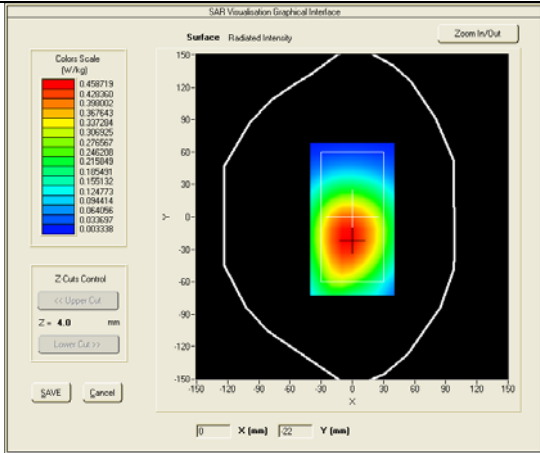 SAR Visualisation Graphical Interface
Surface Radiated Intensity
Zoom In/Out
Colors Scale
(W/kg)
0.458719
0.428360
0.398002
0.367643
0.337284
0.306925
0.276567
0.246208
0.215849
0.185491
0.155132
0.124773
0.094414
0.064056
0.033697
0.003338
150-
120-
90-
60-
30-
0-
-30-
-60-
-90-
-120-
-150-
Y
-150 -120 -90 -60 -30 0 30 60 90 120 150
X
Z Cuts Control
<< Upper Cut
Z = 4.0 mm
Lower Cut >>
SAVE Cancel
0 X (mm) -22 Y (mm)